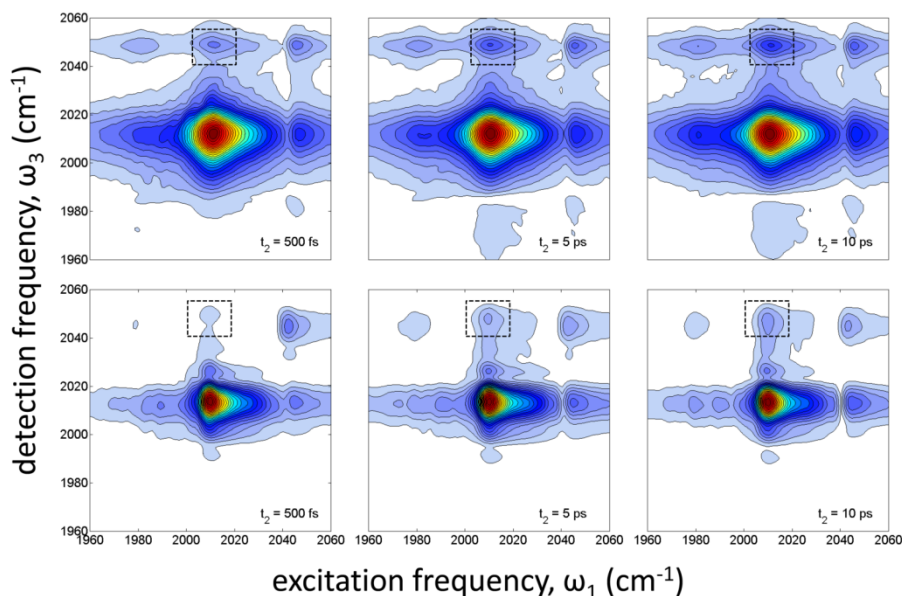 detection frequency, ω₃ (cm⁻¹)
2060
2040
2020
2000
1980
1960
t₂ = 500 fs
t₂ = 5 ps
t₂ = 10 ps
2060
2040
2020
2000
1980
1960
t₂ = 500 fs
t₂ = 5 ps
t₂ = 10 ps
1960 1980 2000 2020 2040 2060 1960 1980 2000 2020 2040 2060 1960 1980 2000 2020 2040 2060
excitation frequency, ω₁ (cm⁻¹)